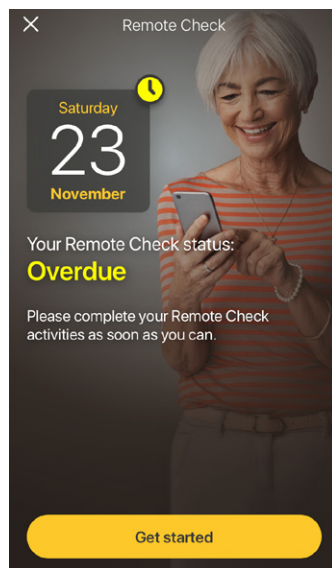 Remote Check
Saturday
23
November
Your Remote Check status:
Overdue
Please complete your Remote Check
activities as soon as you can.
Get started